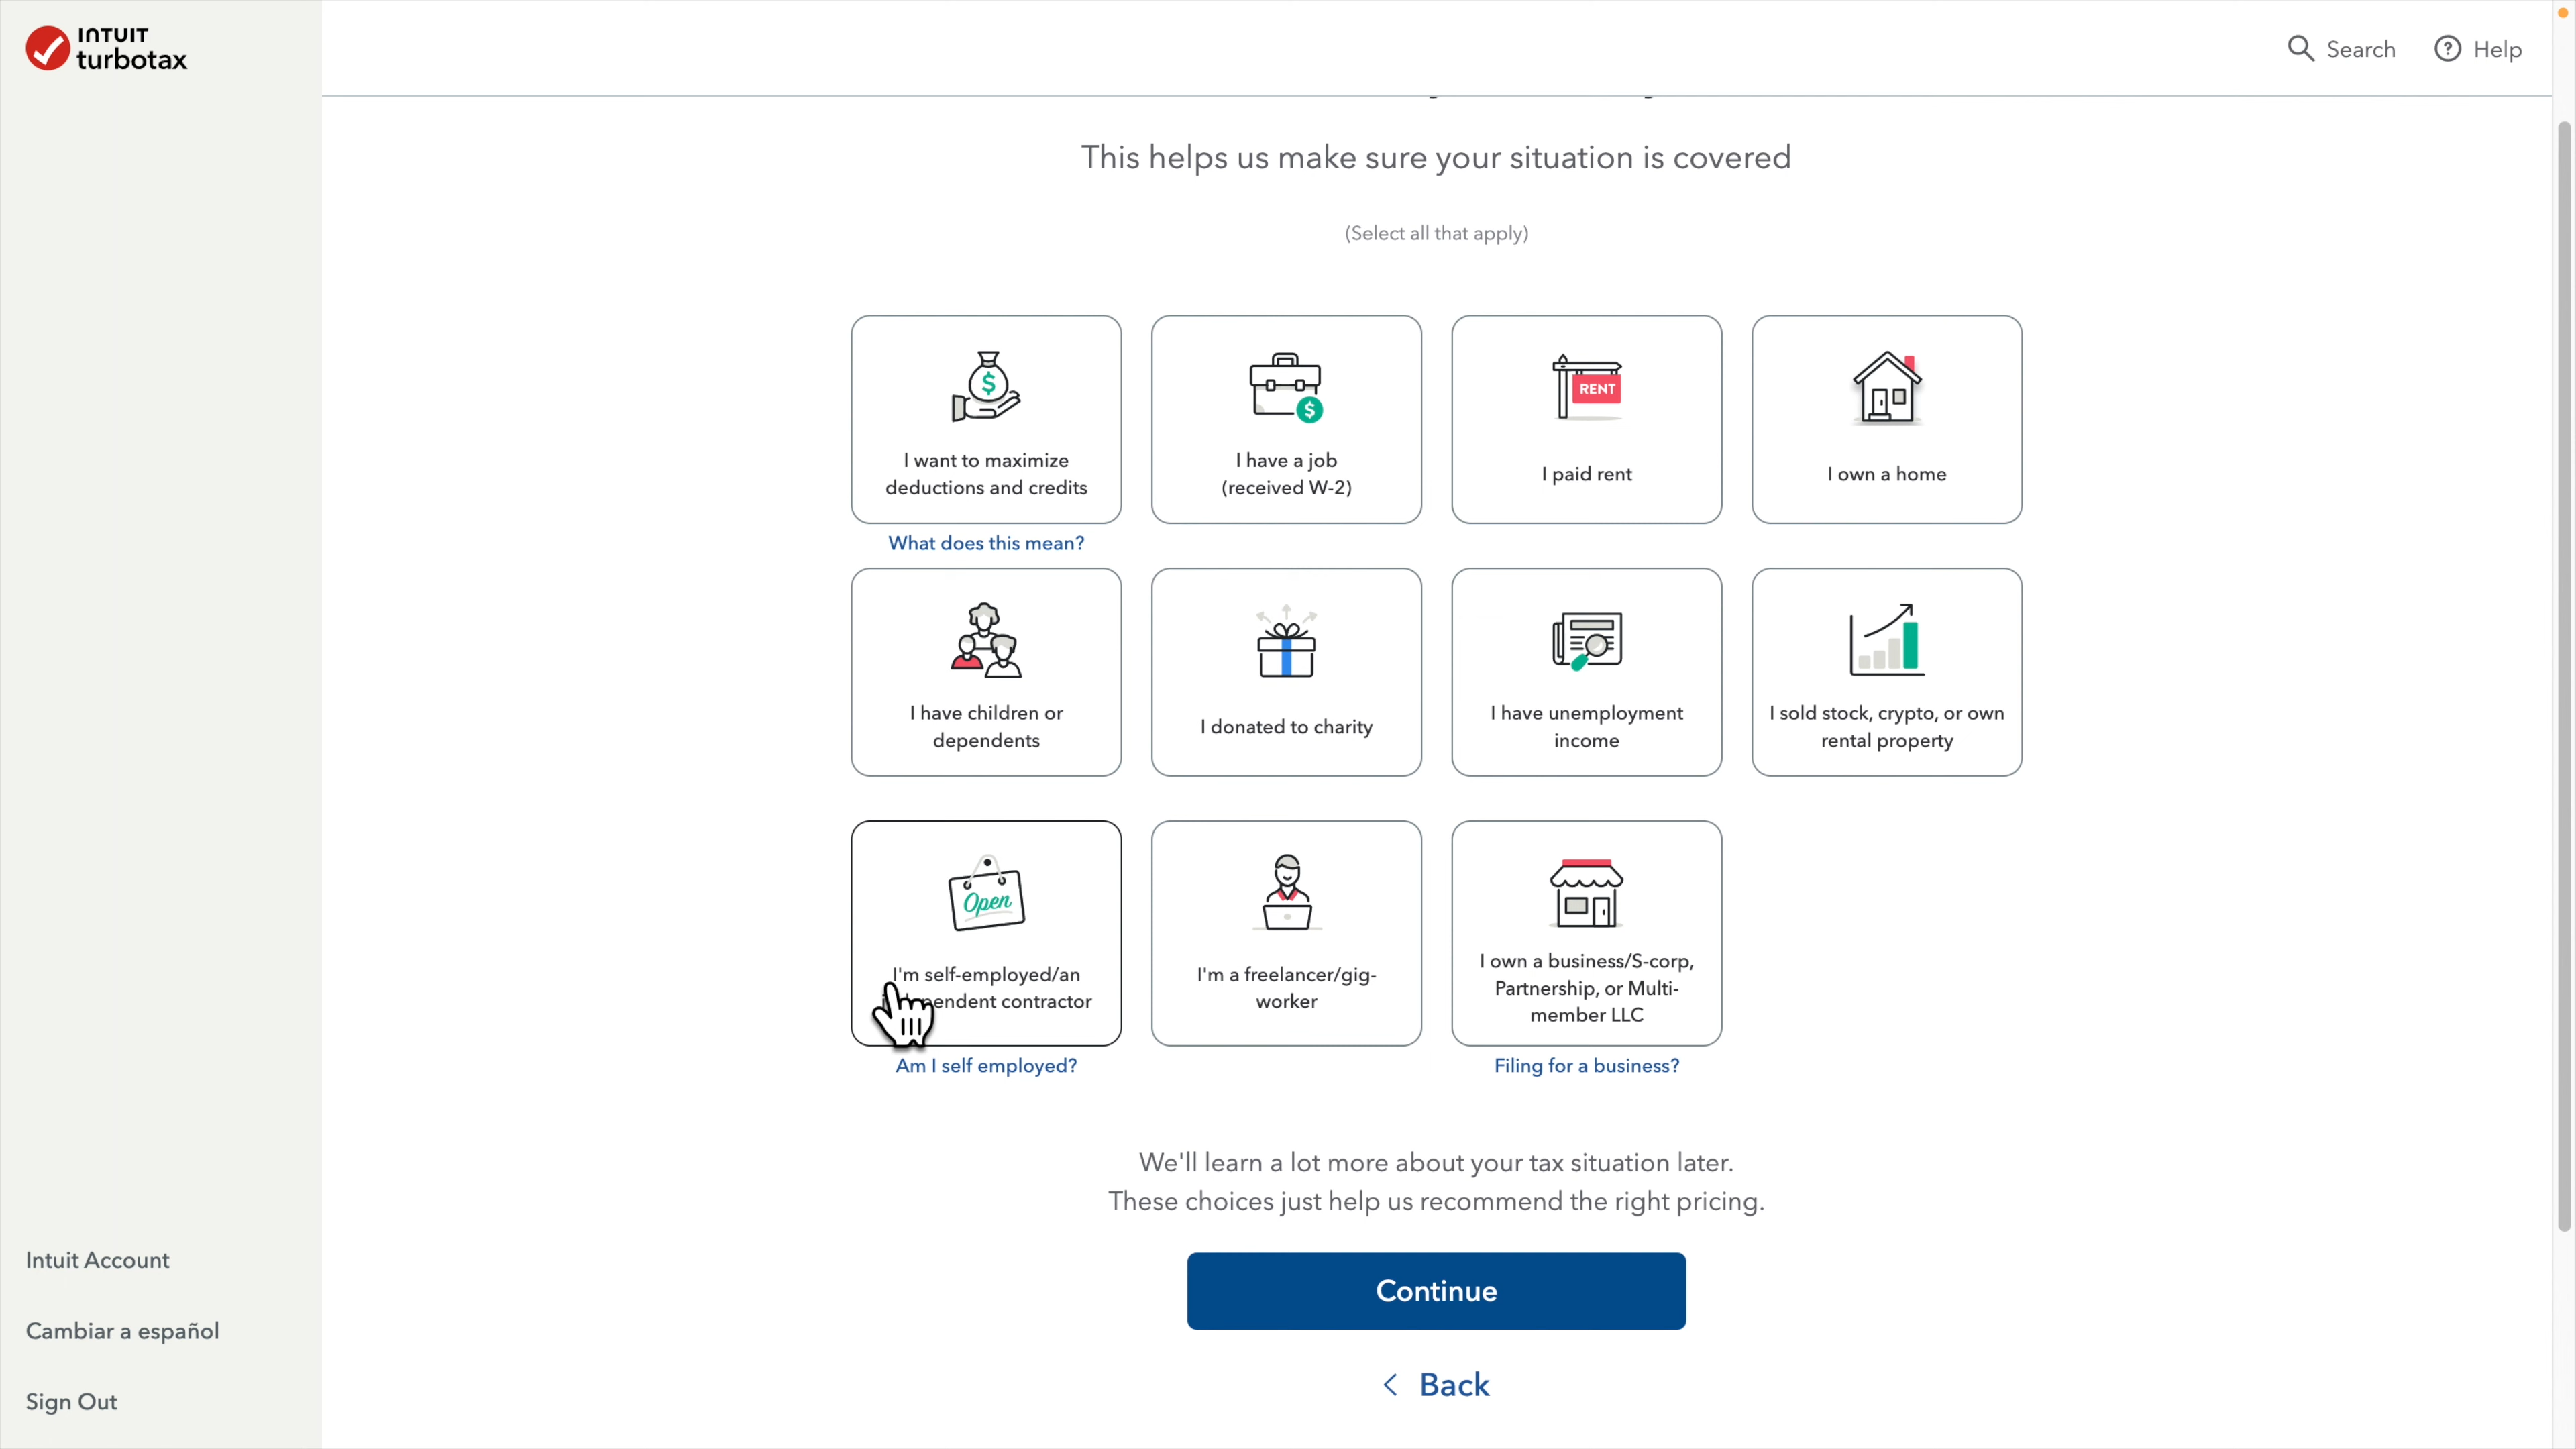 INTUIT
turbotax
Search
Help
This helps us make sure your situation is covered
(Select all that apply)
$
$
RENT
I want to maximize
deductions and credits
I have a job
(received W-2)
I paid rent
I own a home
What does this mean?
I have children or
dependents
I donated to charity
I have unemployment
income
I sold stock, crypto, or own
rental property
Open
I'm self-employed/an
pendent contractor
I'm a freelancer/gig-
worker
I own a business/S-corp,
Partnership, or Multi-
member LLC
Am I self employed?
Filing for a business?
We'll learn a lot more about your tax situation later.
These choices just help us recommend the right pricing.
Continue
Back
Intuit Account
Cambiar a español
Sign Out